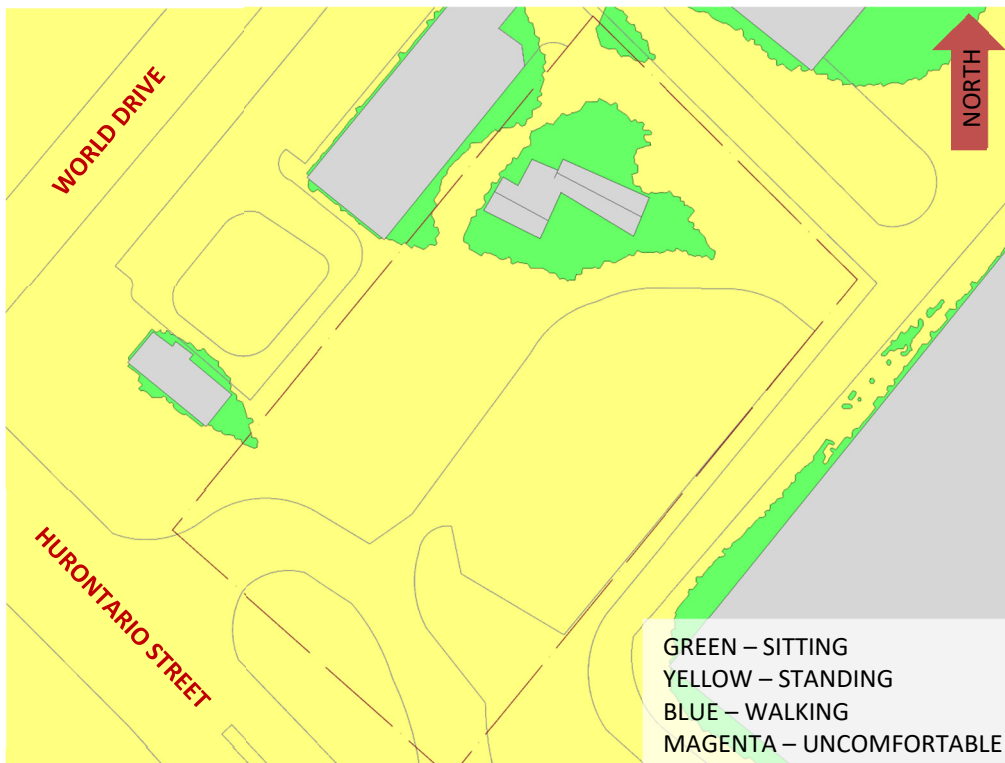 WORLD DRIVE
NORTH
HURONTARIO STREET
GREEN – SITTING
YELLOW – STANDING
BLUE – WALKING
MAGENTA – UNCOMFORTABLE